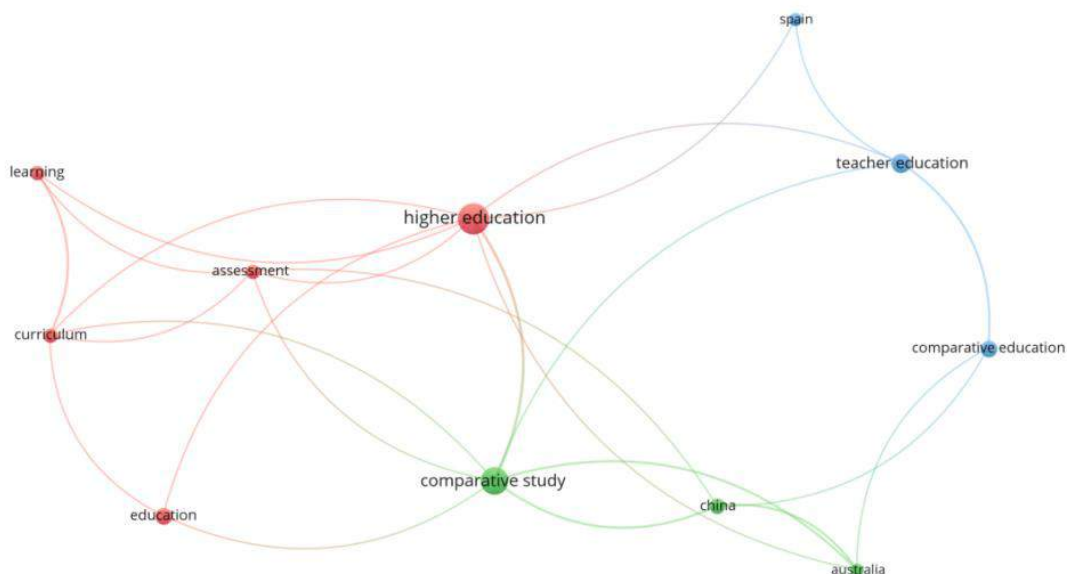 spain
teacher education
learning
higher education
assessment
curriculum
comparative education
comparative study
china
education
australia